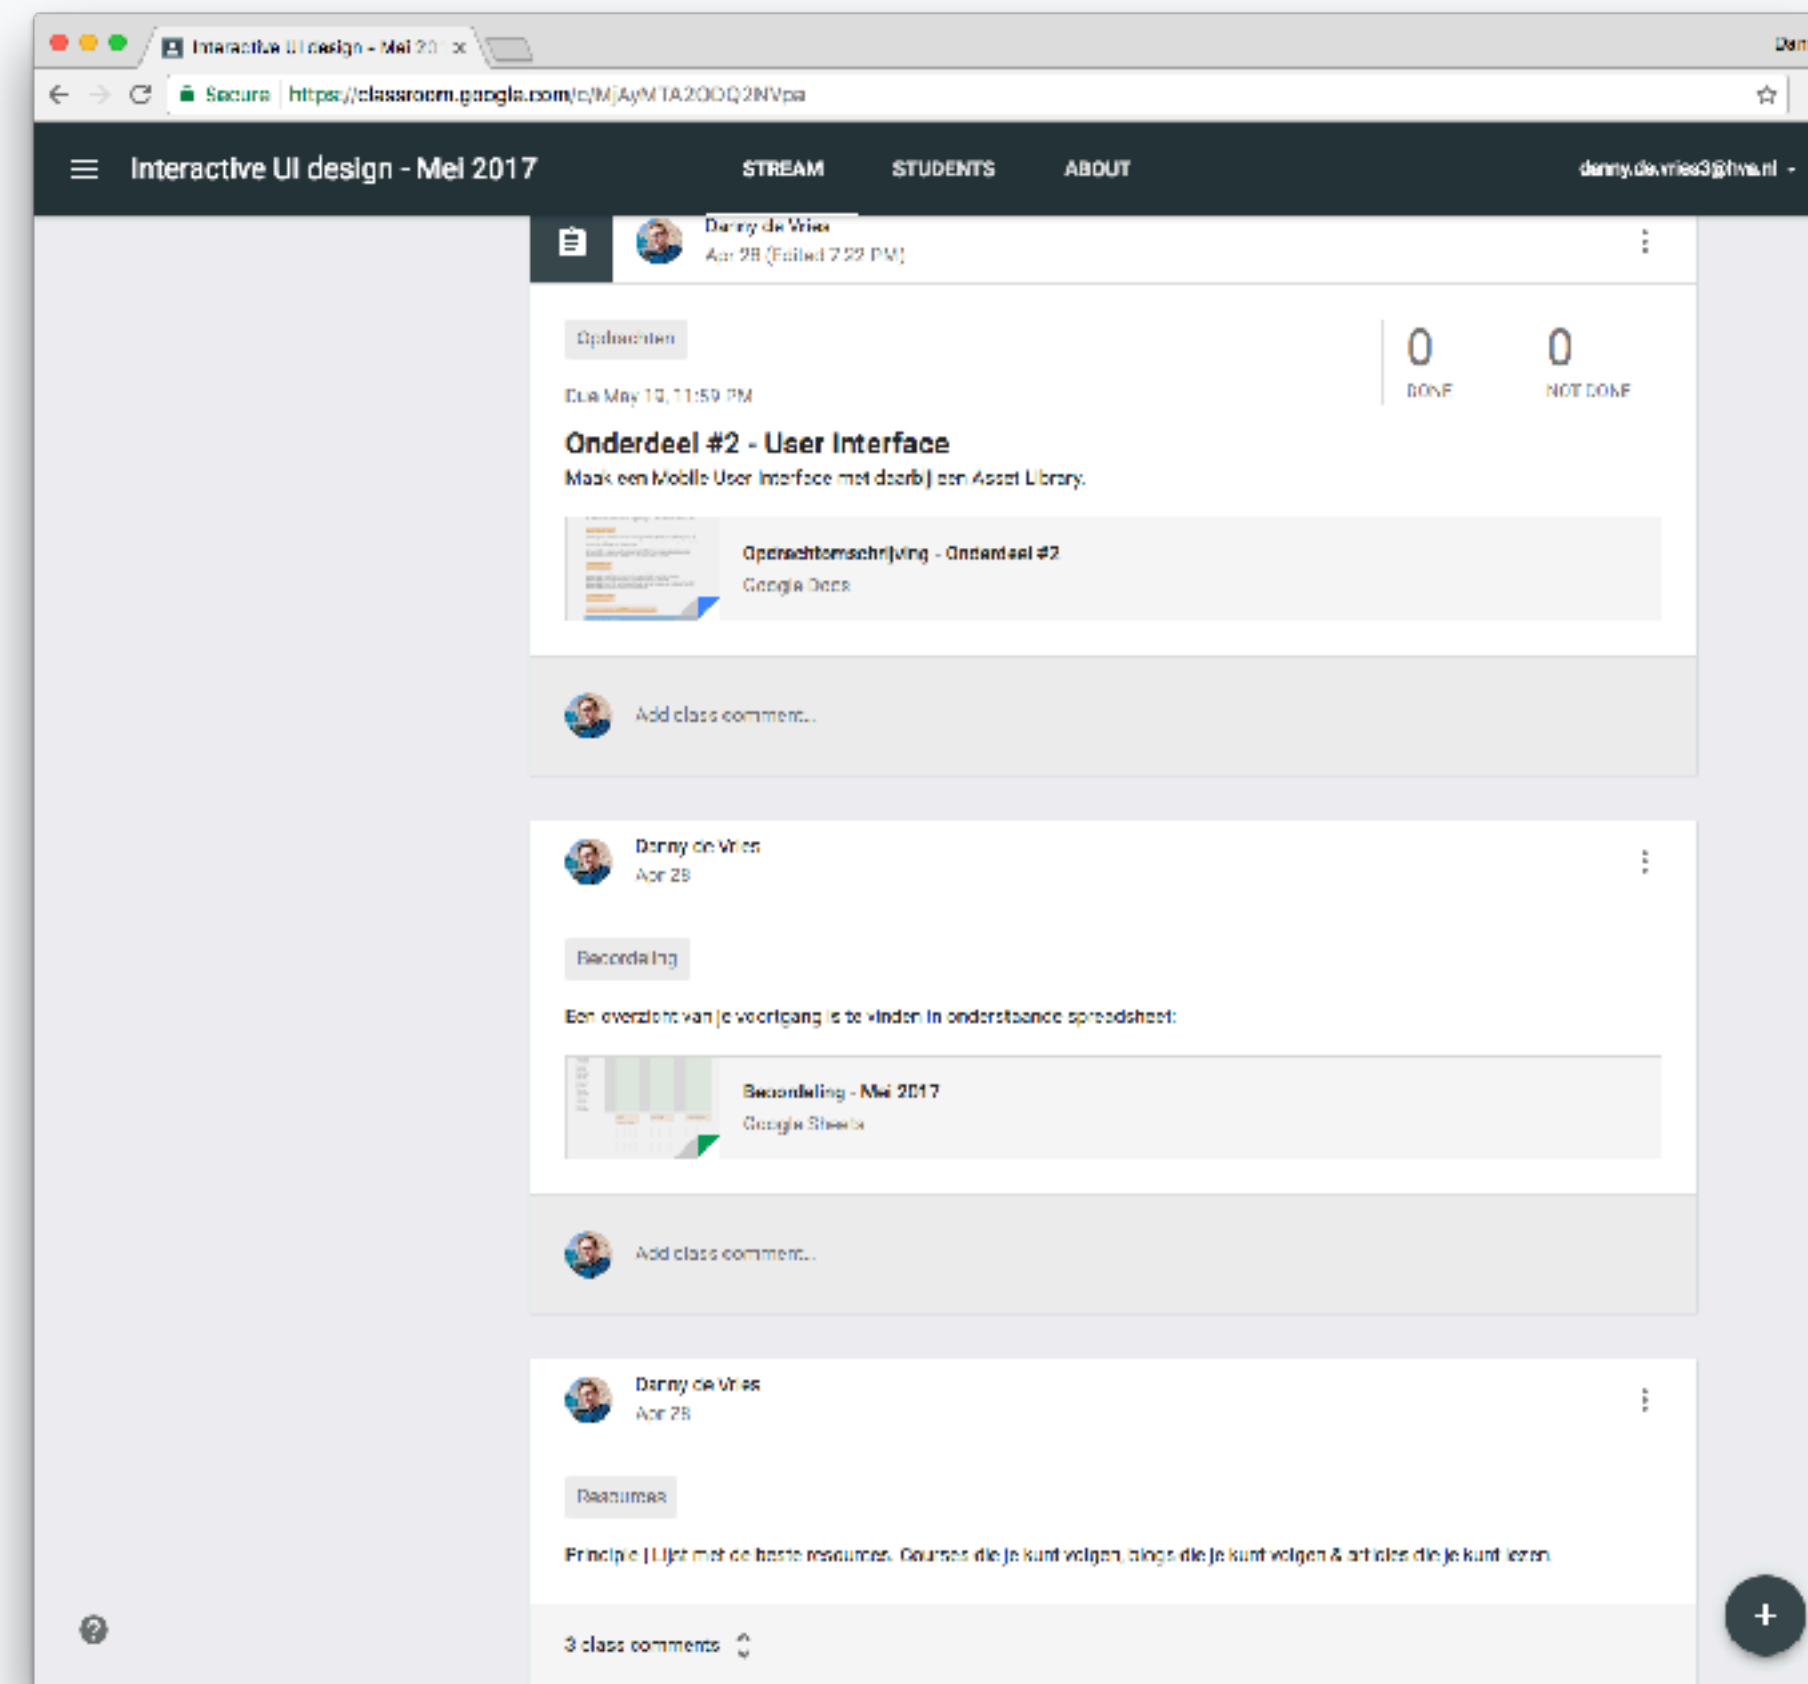 Interactive UI design - Mei 20
Secure
https://classroom.google.com/c/MjAyMTA2ODQ2NVpa
Interactive UI design - Mei 2017
STREAM
STUDENTS
ABOUT
danny.de.vries3@hva.nl
Danny de Vries
Apr 28 (Edited 7:22 PM)
Opdrachten
0
DONE
0
NOT DONE
Due May 19, 11:59 PM
Onderdeel #2 - User Interface
Maak een Mobile User Interface met daarbij een Asset Library.
Opdrachtomschrijving - Onderdeel #2
Google Docs
Add class comment...
Danny de Vries
Apr 28
Beoordeling
Een overzicht van je voortgang is te vinden in onderstaande spreadsheet:
Beoordeling - Mei 2017
Google Sheets
Add class comment...
Danny de Vries
Apr 28
Resources
Principle | Lijst met de beste resources. Courses die je kunt volgen, blogs die je kunt volgen & articles die je kunt lezen.
3 class comments